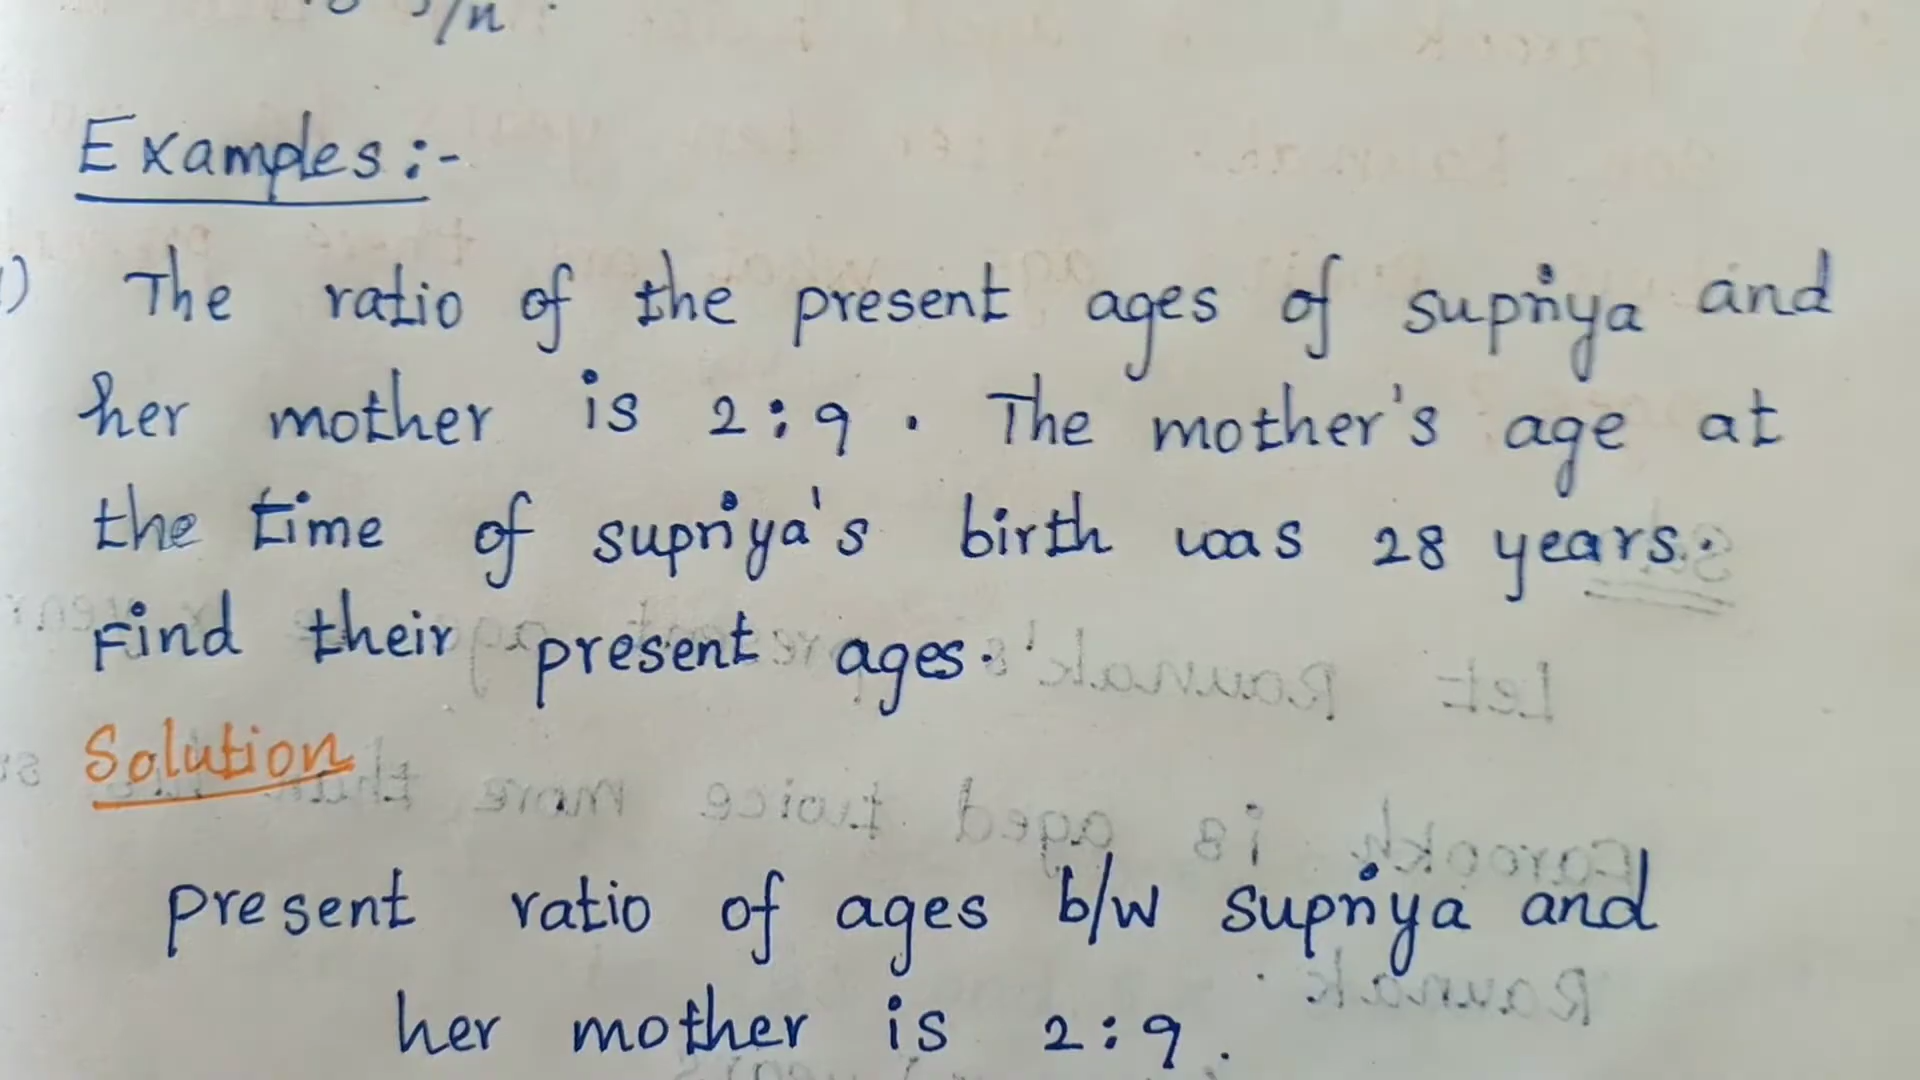 Examples:-
The ratio of the present ages of supriya and
her mother is 2:9. The mother's age at
the time of supriya's birth was 28 years.
Find their present ages.
Solution
present ratio of ages b/w supriya and
her mother is 2:9.